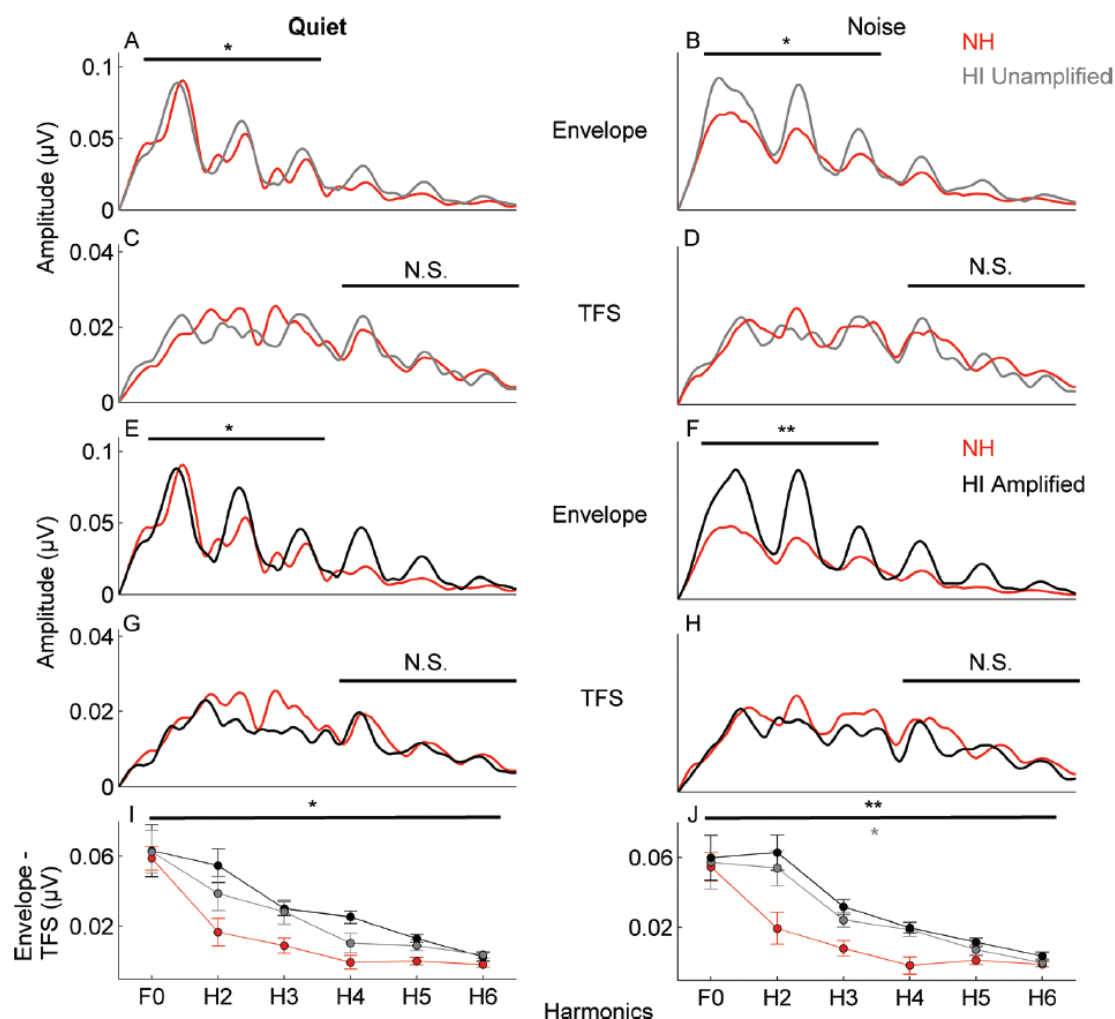 Quiet
Noise
A
*
B
*
NH
HI Unamplified
0.1
0.05
0
Amplitude (µV)
Envelope
C
N.S.
D
N.S.
0.04
0.02
0
TFS
E
*
F
**
NH
HI Amplified
0.1
0.05
0
Amplitude (µV)
Envelope
G
N.S.
H
N.S.
0.04
0.02
0
TFS
I
*
J
**
*
0.06
0.02
Envelope -
TFS (µV)
0.06
0.02
F0 H2 H3 H4 H5 H6
F0 H2 H3 H4 H5 H6
Harmonics